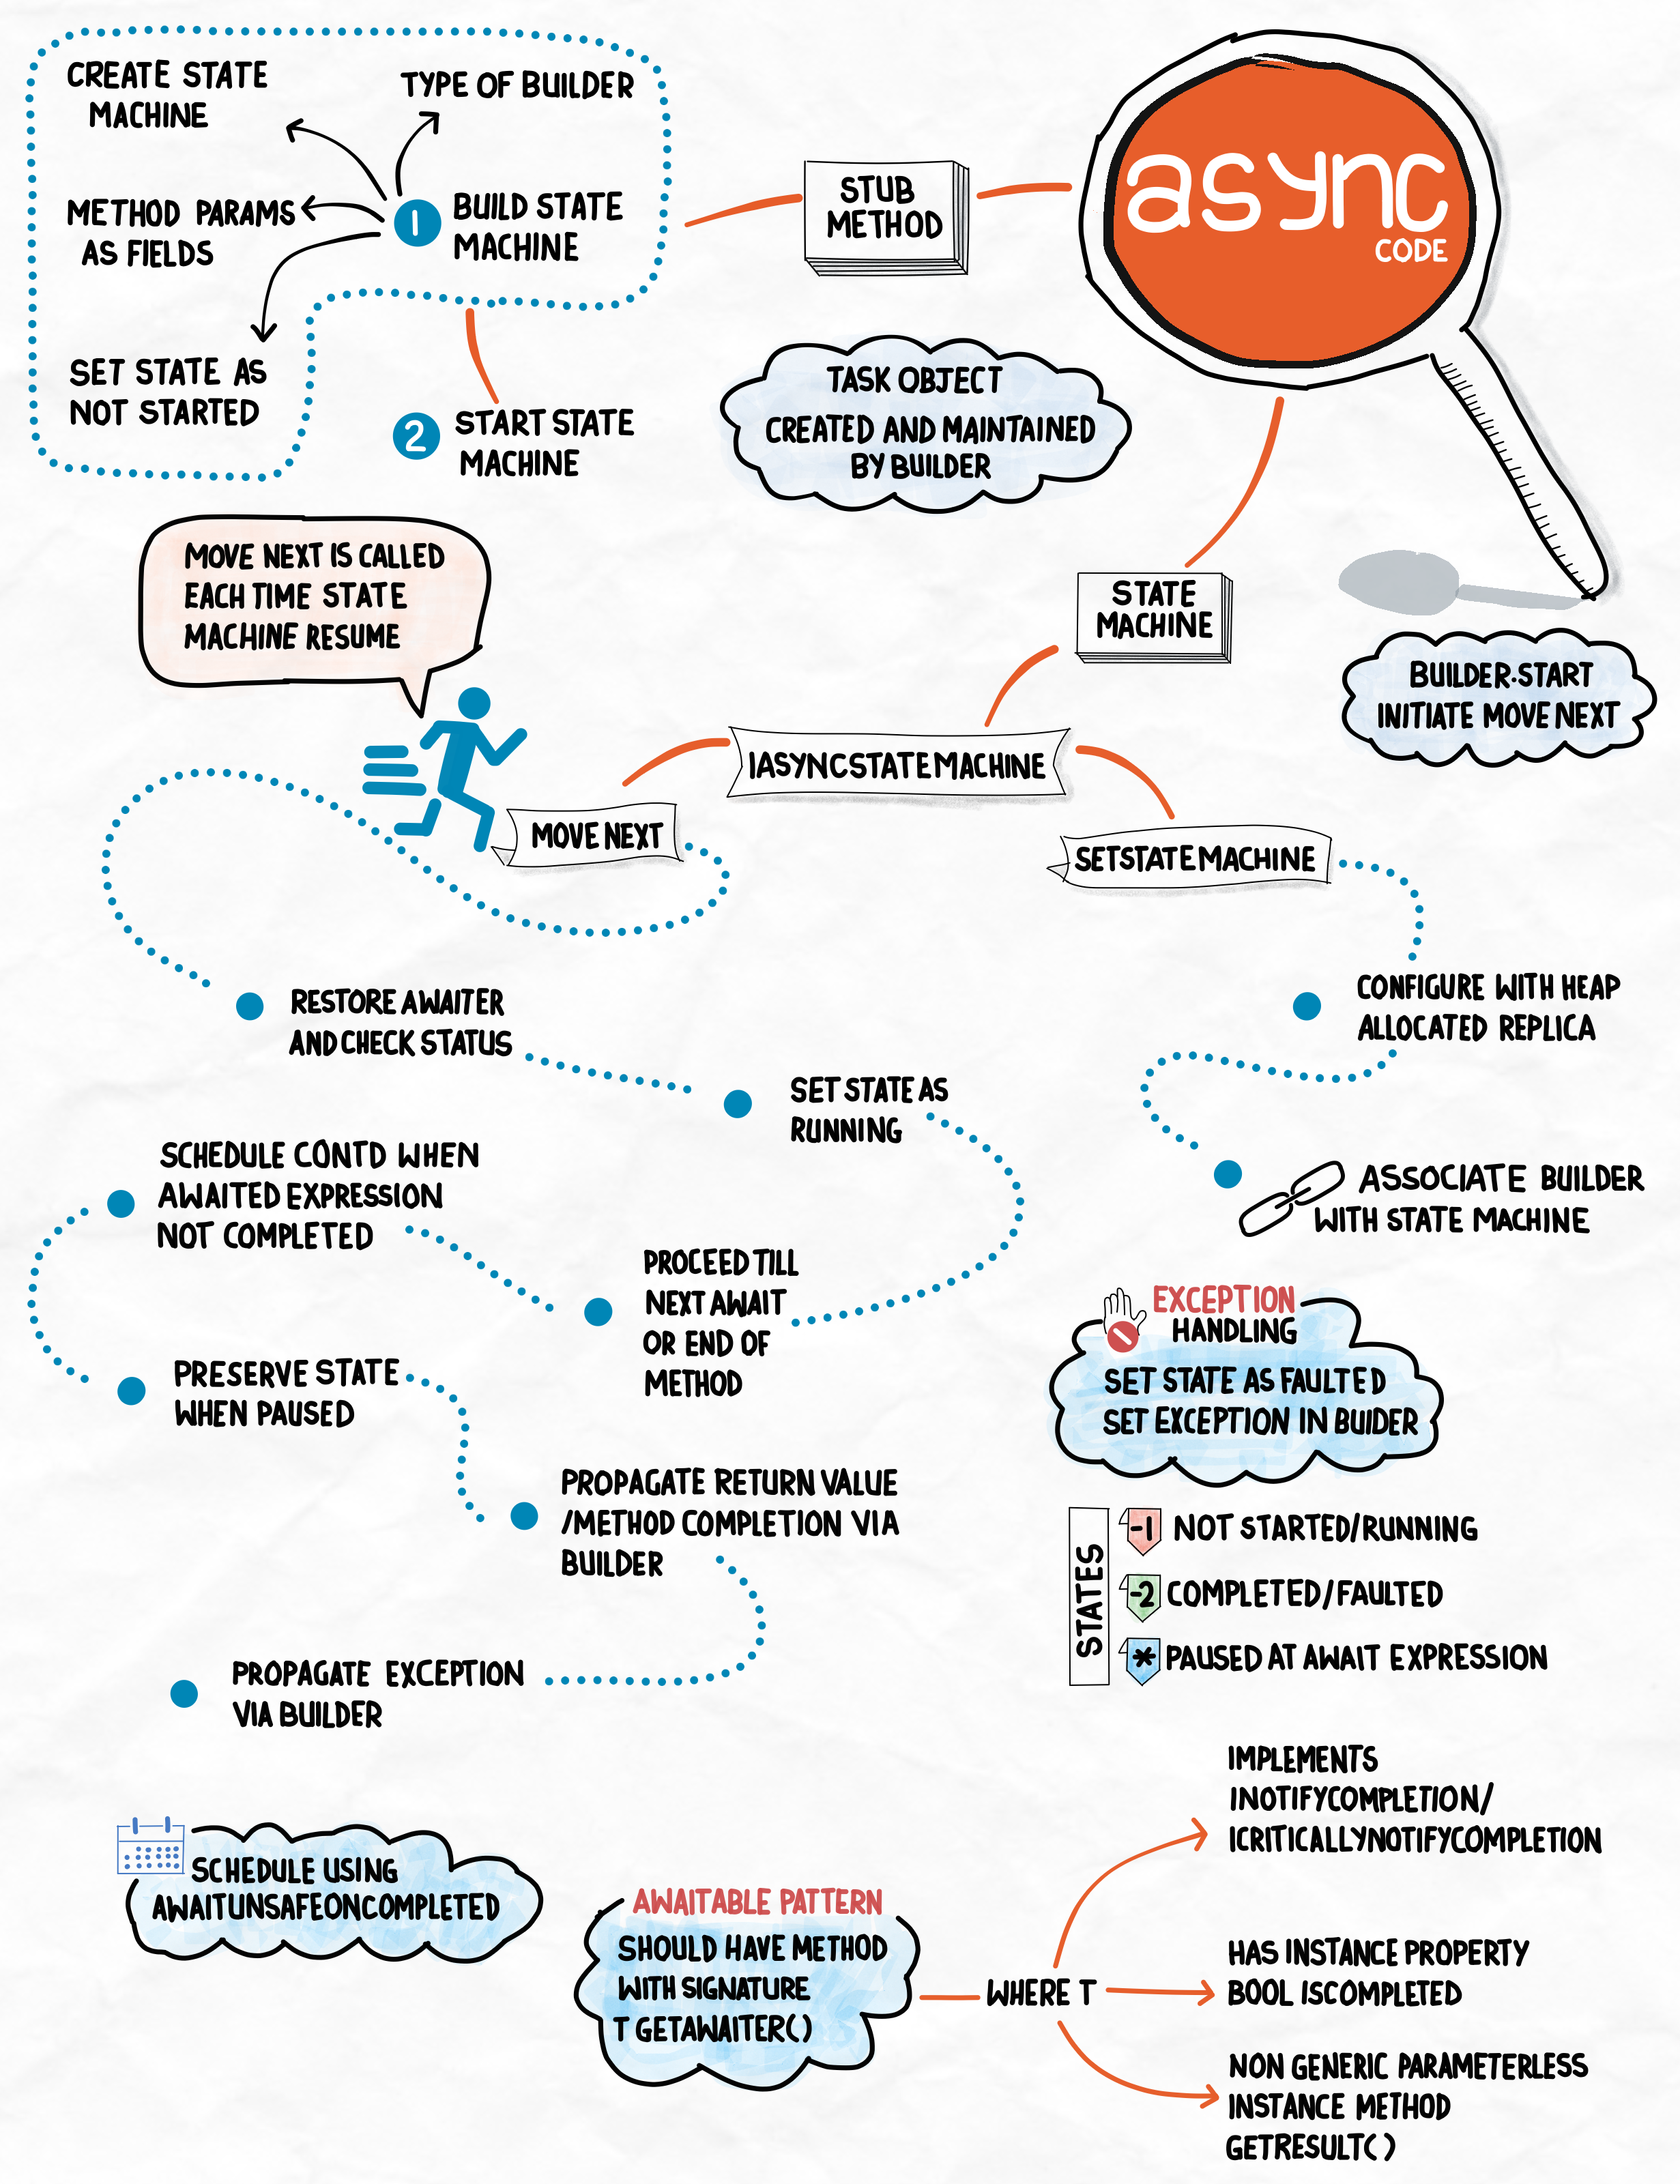 CREATE STATE
MACHINE
TYPE OF BUILDER
METHOD PARAMS
AS FIELDS
1
BUILD STATE
MACHINE
SET STATE AS
NOT STARTED
2
START STATE
MACHINE
STUB
METHOD
async
CODE
TASK OBJECT
CREATED AND MAINTAINED
BY BUILDER
STATE
MACHINE
BUILDER.START
INITIATE MOVE NEXT
MOVE NEXT IS CALLED
EACH TIME STATE
MACHINE RESUME
IASYNCSTATEMACHINE
MOVE NEXT
SETSTATEMACHINE
RESTORE AWAITER
AND CHECK STATUS
SET STATE AS
RUNNING
PROCEED TILL
NEXT AWAIT
OR END OF
METHOD
SCHEDULE CONTD WHEN
AWAITED EXPRESSION
NOT COMPLETED
PRESERVE STATE
WHEN PAUSED
PROPAGATE RETURN VALUE
/METHOD COMPLETION VIA
BUILDER
PROPAGATE EXCEPTION
VIA BUILDER
CONFIGURE WITH HEAP
ALLOCATED REPLICA
ASSOCIATE BUILDER
WITH STATE MACHINE
EXCEPTION
HANDLING
SET STATE AS FAULTED
SET EXCEPTION IN BUIDER
STATES
-1 NOT STARTED/RUNNING
-2 COMPLETED/FAULTED
* PAUSED AT AWAIT EXPRESSION
SCHEDULE USING
AWAITUNSAFEONCOMPLETED
AWAITABLE PATTERN
SHOULD HAVE METHOD
WITH SIGNATURE
T GETAWAITER()
WHERE T
IMPLEMENTS
INOTIFYCOMPLETION/
ICRITICALLYNOTIFYCOMPLETION
HAS INSTANCE PROPERTY
BOOL ISCOMPLETED
NON GENERIC PARAMETERLESS
INSTANCE METHOD
GETRESULT()